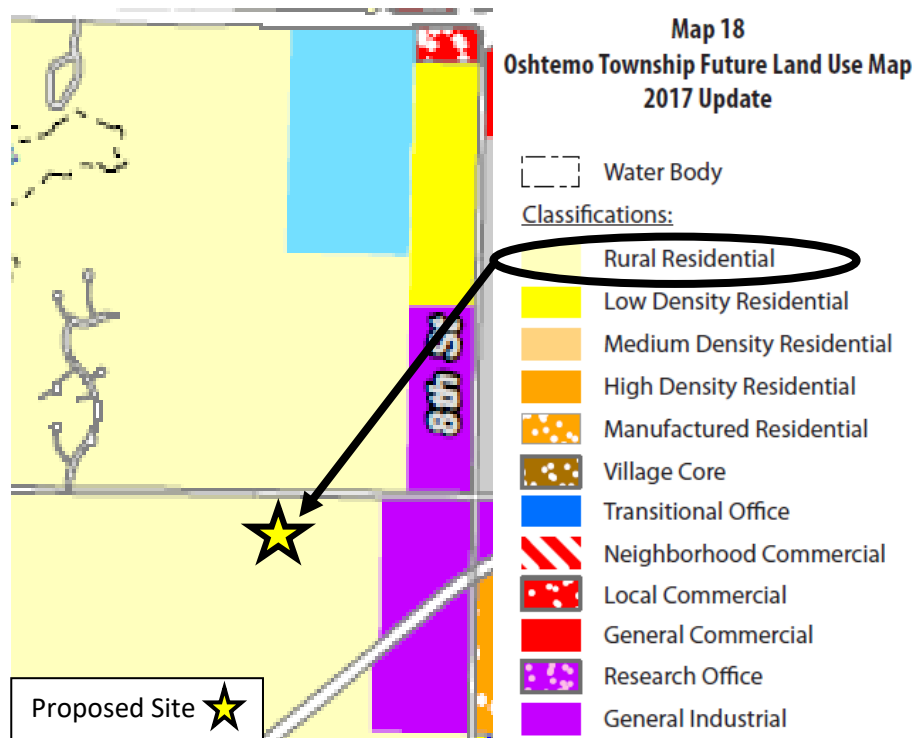 Map 18
Oshtemo Township Future Land Use Map
2017 Update
Water Body
Classifications:
Rural Residential
Low Density Residential
Medium Density Residential
High Density Residential
Manufactured Residential
Village Core
Transitional Office
Neighborhood Commercial
Local Commercial
General Commercial
Research Office
General Industrial
8th St
Proposed Site